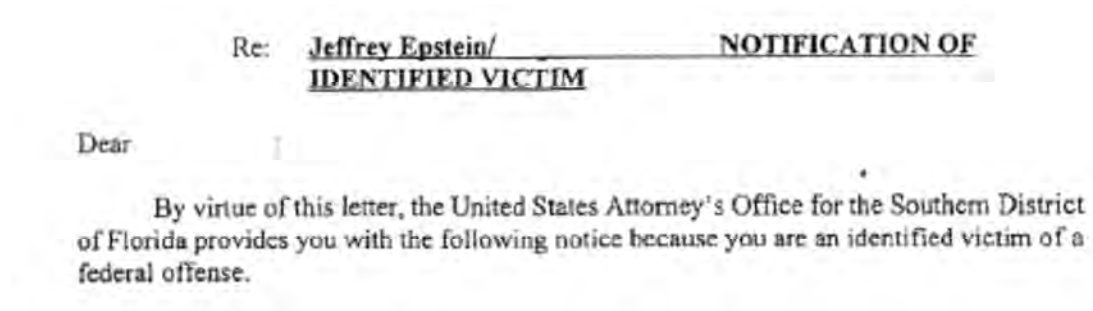 Re: Jeffrey Epstein/ NOTIFICATION OF
IDENTIFIED VICTIM
Dear
By virtue of this letter, the United States Attorney's Office for the Southern District
of Florida provides you with the following notice because you are an identified victim of a
federal offense.